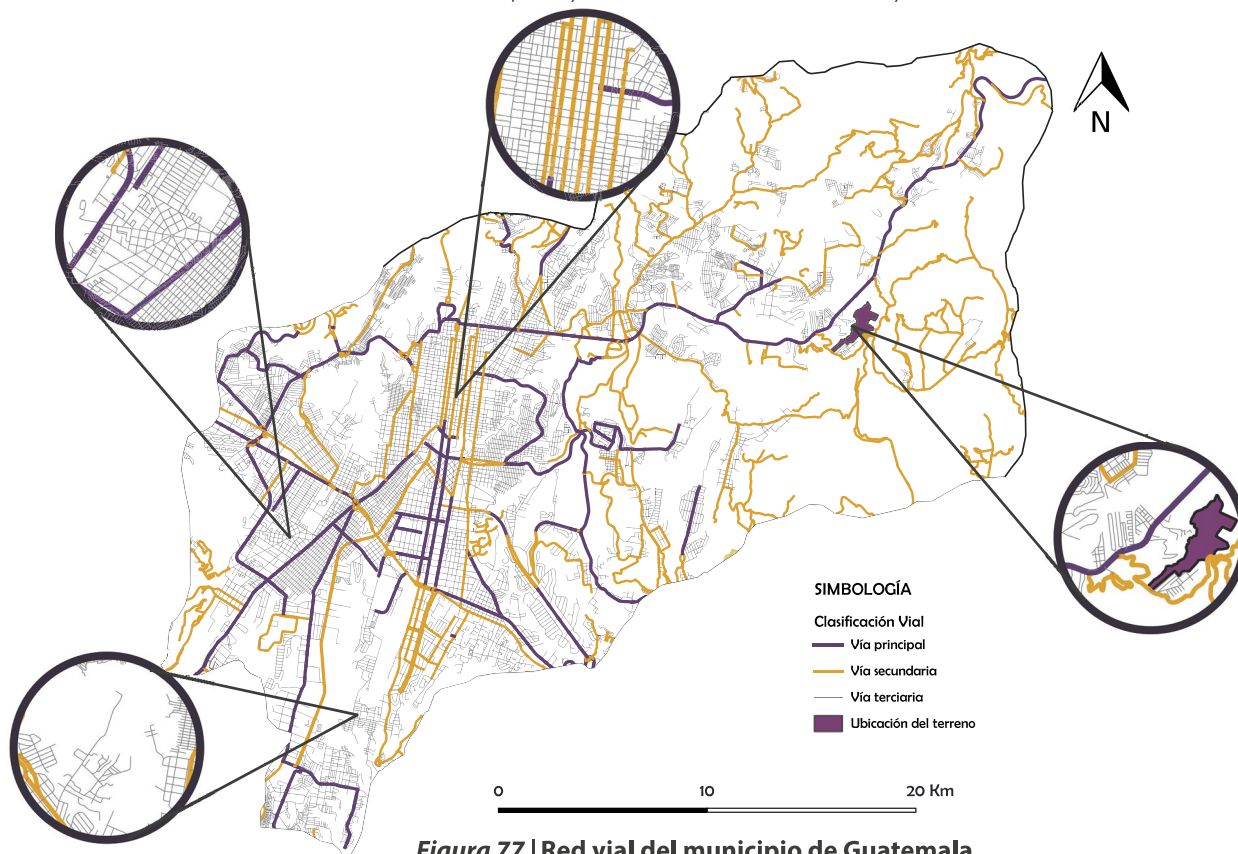 N
SIMBOLOGÍA
Clasificación Vial
Vía principal
Vía secundaria
Vía terciaria
Ubicación del terreno
0 10 20 Km
Figura 77 | Red vial del municipio de Guatemala